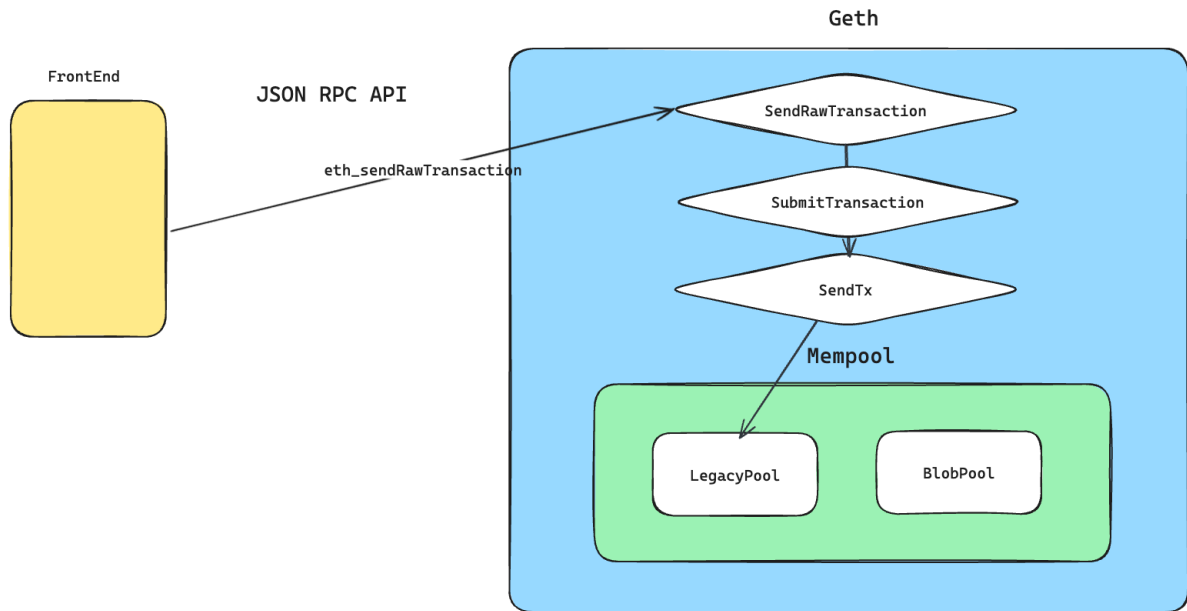 Geth
FrontEnd
JSON RPC API
SendRawTransaction
eth_sendRawTransaction
SubmitTransaction
SendTx
Mempool
LegacyPool
BlobPool